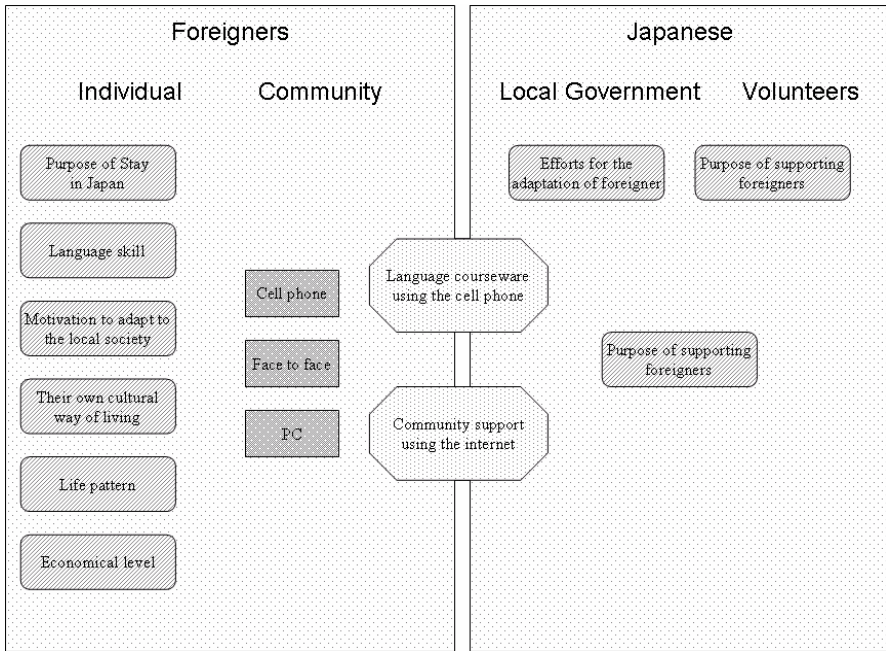 Foreigners
Individual
Community
Purpose of Stay
in Japan
Language skill
Motivation to adapt to
the local society
Their own cultural
way of living
Life pattern
Economical level
Cell phone
Face to face
PC
Language courseware
using the cell phone
Community support
using the internet
Japanese
Local Government
Volunteers
Efforts for the
adaptation of foreigner
Purpose of supporting
foreigners
Purpose of supporting
foreigners